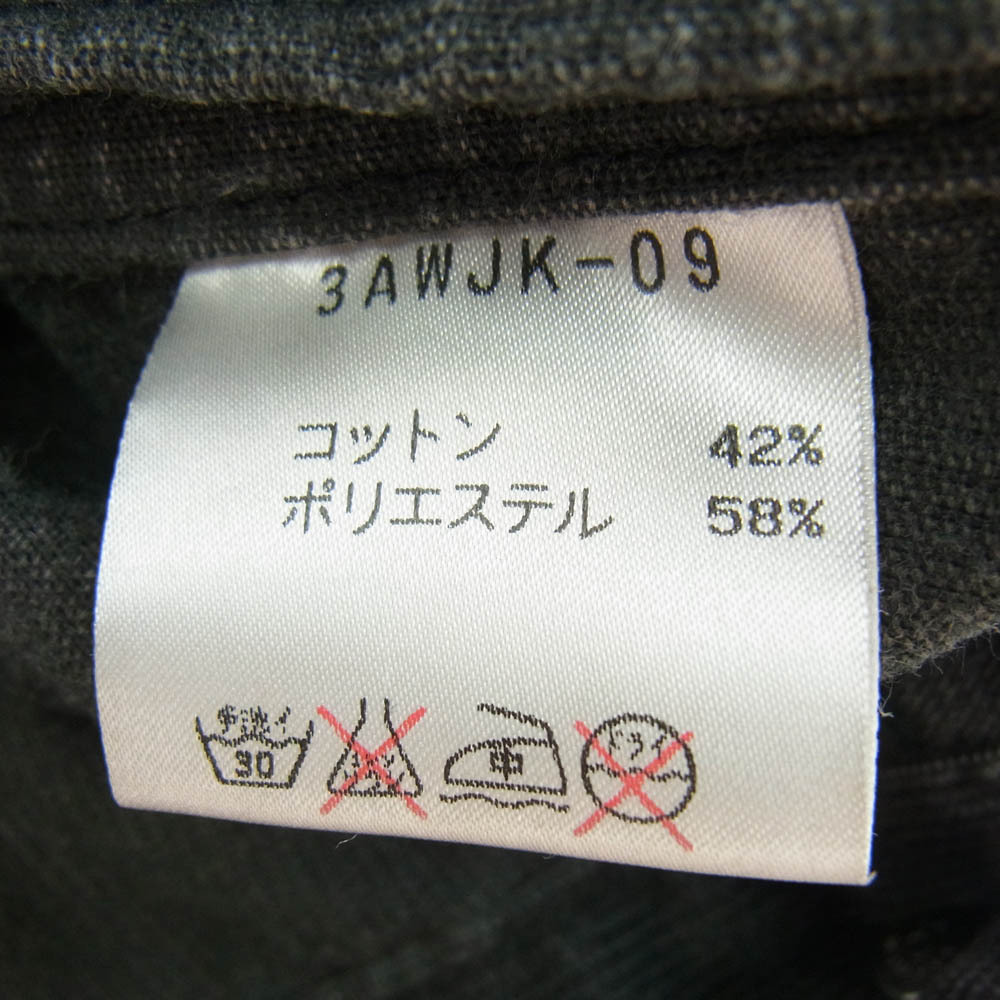 3AWJK-09
コットン 42%
ポリエステル 58%
手洗イ
30
中
ドライ